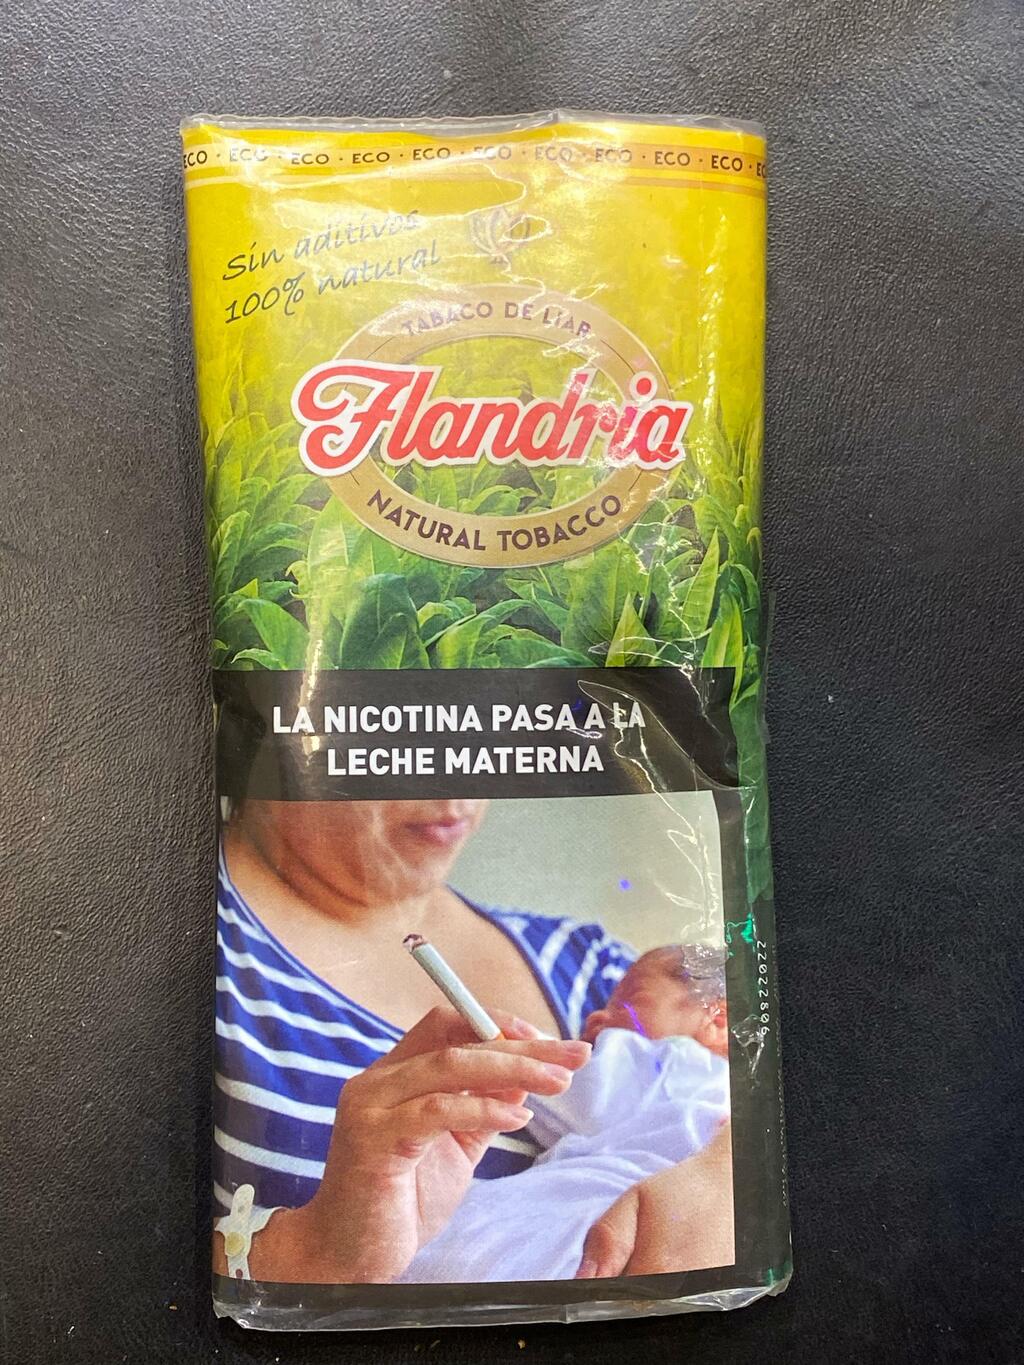 ECO · ECO · ECO · ECO · ECO · ECO · ECO · ECO · ECO · ECO
Sin aditivos
100% natural
TABACO DE LIAR
Flandria
NATURAL TOBACCO
LA NICOTINA PASA A LA
LECHE MATERNA
22022806